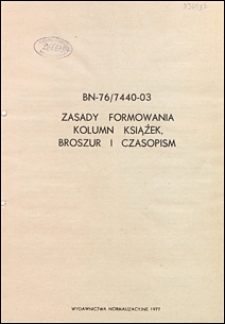 BN-76/7440-03
ZASADY FORMOWANIA
KOLUMN KSIĄŻEK,
BROSZUR I CZASOPISM
WYDAWNICTWA NORMALIZACYJNE 1977